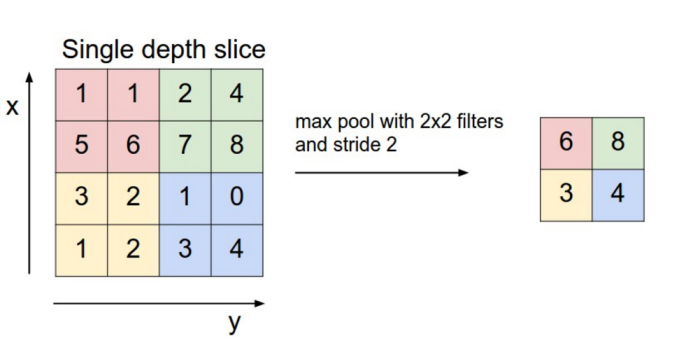 Single depth slice
x
1 1 2 4
5 6 7 8
3 2 1 0
1 2 3 4
y
max pool with 2x2 filters
and stride 2
6 8
3 4